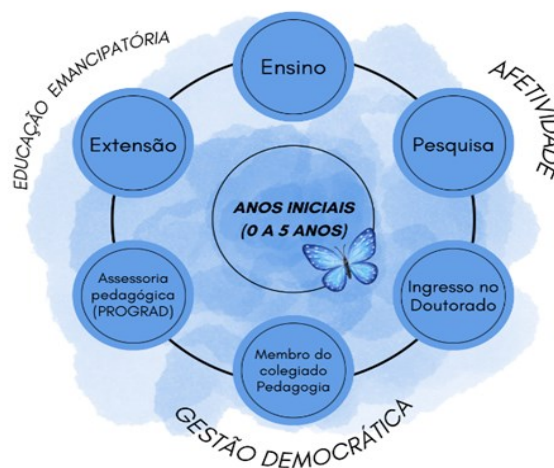 EDUCAÇÃO EMANCIPATÓRIA
Ensino
AFETIVIDADE
Extensão
Pesquisa
ANOS INICIAIS
(0 A 5 ANOS)
Assessoria
pedagógica
(PROGRAD)
Ingresso no
Doutorado
Membro do
colegiado
Pedagogia
GESTÃO DEMOCRÁTICA